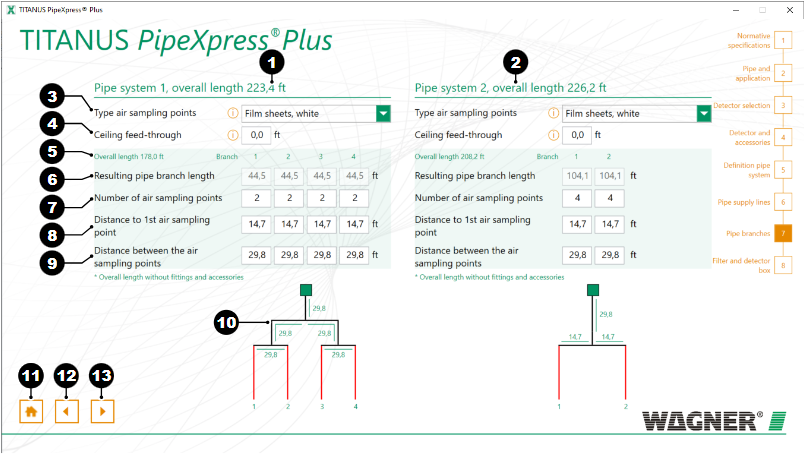 TITANUS PipeXpress® Plus
TITANUS PipeXpress® Plus
1
2
Pipe system 1, overall length 223,4 ft
Pipe system 2, overall length 226,2 ft
3
Type air sampling points
i
Film sheets, white
Type air sampling points
i
Film sheets, white
4
Ceiling feed-through
i
0,0 ft
Ceiling feed-through
i
0,0 ft
5
Overall length 178,0 ft Branch 1 2 3 4
Overall length 208,2 ft Branch 1 2
6
Resulting pipe branch length 44,5 44,5 44,5 44,5 ft
Resulting pipe branch length 104,1 104,1 ft
7
Number of air sampling points 2 2 2 2
Number of air sampling points 4 4
8
Distance to 1st air sampling
point
14,7 14,7 14,7 14,7 ft
Distance to 1st air sampling
point
14,7 14,7 ft
9
Distance between the air
sampling points
29,8 29,8 29,8 29,8 ft
Distance between the air
sampling points
29,8 29,8 ft
* Overall length without fittings and accessories
* Overall length without fittings and accessories
10
29,8
29,8 29,8
29,8 29,8
1 2 3 4
29,8
14,7 14,7
1 2
Normative
specifications
1
Pipe and
application
2
Detector selection
3
Detector and
accessories
4
Definition pipe
system
5
Pipe supply lines
6
Pipe branches
7
Filter and detector
box
8
11 12 13
WAGNER®